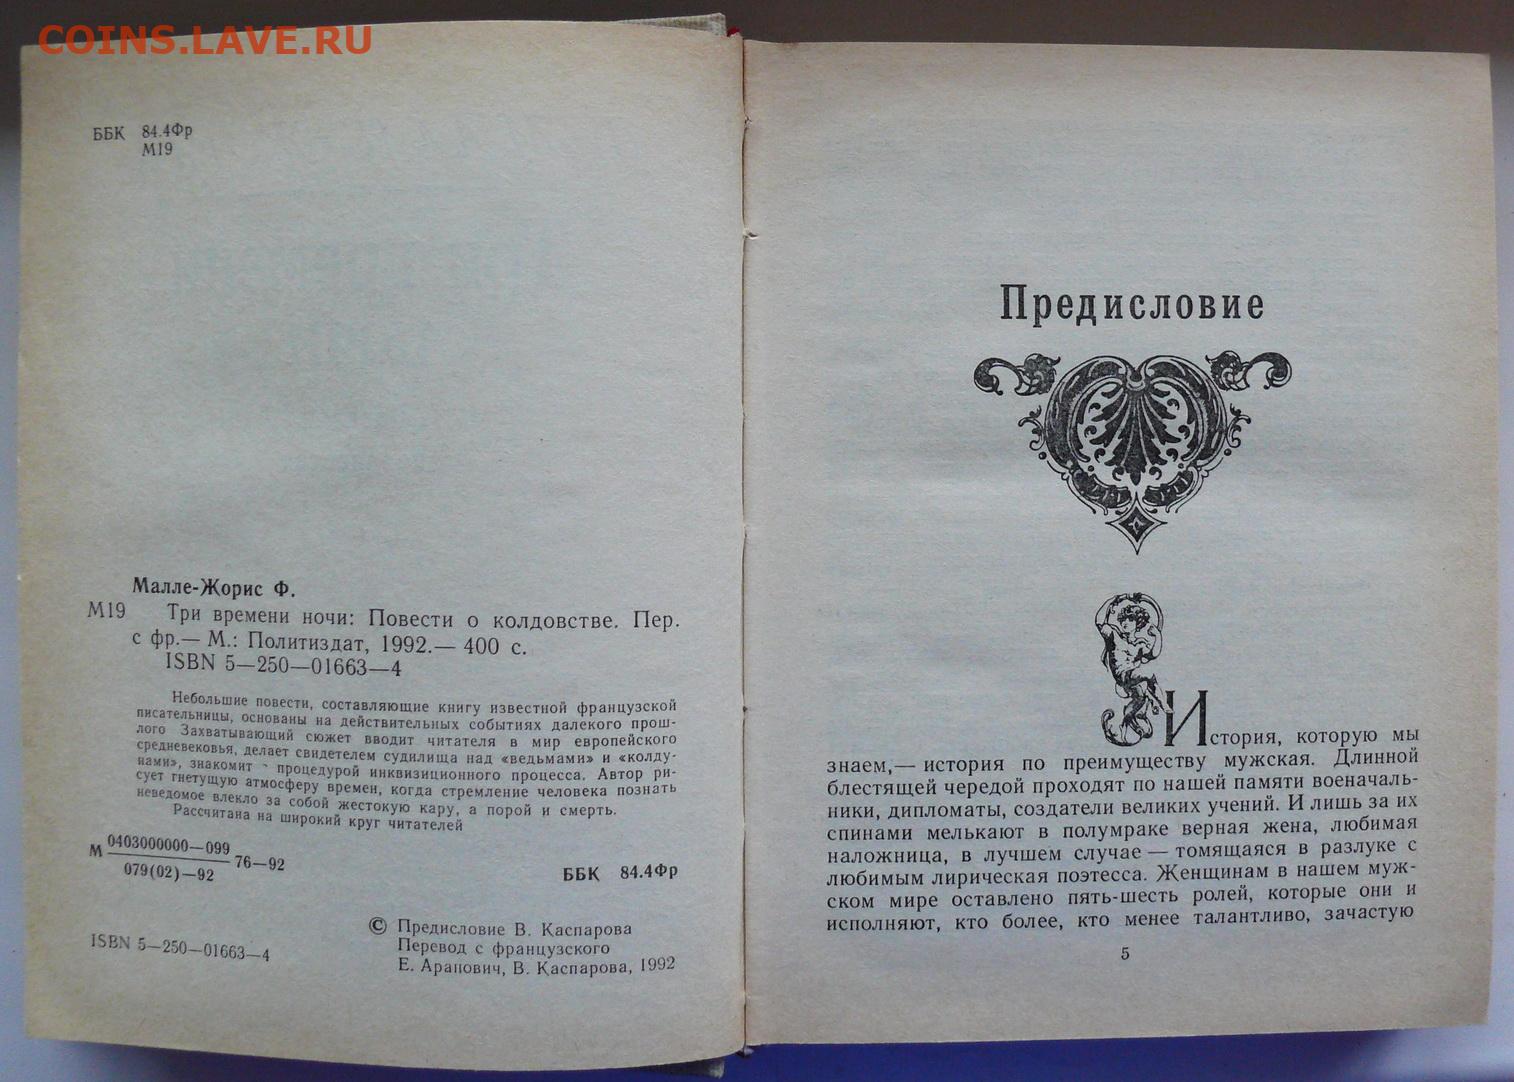 COINS.LAVE.RU
ББК 84.4Фр
М19
Малле-Жорис Ф.
М19 Три времени ночи: Повести о колдовстве. Пер.
с фр.— М.: Политиздат, 1992.— 400 с.
ISBN 5—250—01663—4
Небольшие повести, составляющие книгу известной французской
писательницы, основаны на действительных событиях далекого прош-
лого Захватывающий сюжет вводит читателя в мир европейского
средневековья, делает свидетелем судилища над «ведьмами» и «колду-
нами», знакомит процедурой инквизиционного процесса. Автор ри-
сует гнетущую атмосферу времен, когда стремление человека познать
неведомое влекло за собой жестокую кару, а порой и смерть.
Рассчитана на широкий круг читателей
М 0403000000—099
079(02)—92
76—92
ББК 84.4Фр
© Предисловие В. Каспарова
Перевод с французского
Е. Арапович, В. Каспарова, 1992
ISBN 5—250—01663—4
Предисловие
История, которую мы
знаем,— история по преимуществу мужская. Длинной
блестящей чередой проходят по нашей памяти военачаль-
ники, дипломаты, создатели великих учений. И лишь за их
спинами мелькают в полумраке верная жена, любимая
наложница, в лучшем случае — томящаяся в разлуке с
любимым лирическая поэтесса. Женщинам в нашем муж-
ском мире оставлено пять-шесть ролей, которые они и
исполняют, кто более, кто менее талантливо, зачастую
5